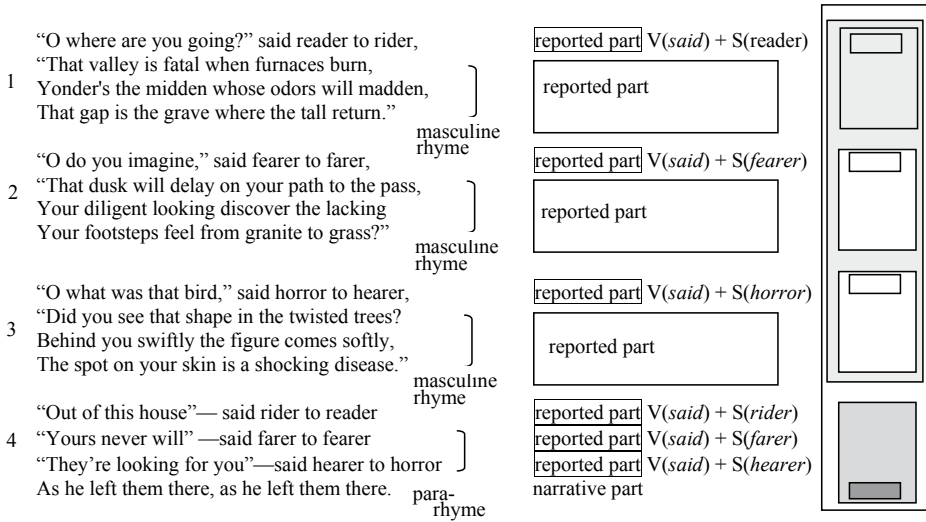 “O where are you going?” said reader to rider,
“That valley is fatal when furnaces burn,
Yonder's the midden whose odors will madden,
That gap is the grave where the tall return.”
1
masculine
rhyme
reported part V(said) + S(reader)
reported part
“O do you imagine,” said fearer to farer,
“That dusk will delay on your path to the pass,
Your diligent looking discover the lacking
Your footsteps feel from granite to grass?”
2
masculine
rhyme
reported part V(said) + S(fearer)
reported part
“O what was that bird,” said horror to hearer,
“Did you see that shape in the twisted trees?
Behind you swiftly the figure comes softly,
The spot on your skin is a shocking disease.”
3
masculine
rhyme
reported part V(said) + S(horror)
reported part
“Out of this house”— said rider to reader
“Yours never will” —said farer to fearer
“They’re looking for you”—said hearer to horror
As he left them there, as he left them there.
4
para-
rhyme
reported part V(said) + S(rider)
reported part V(said) + S(farer)
reported part V(said) + S(hearer)
narrative part